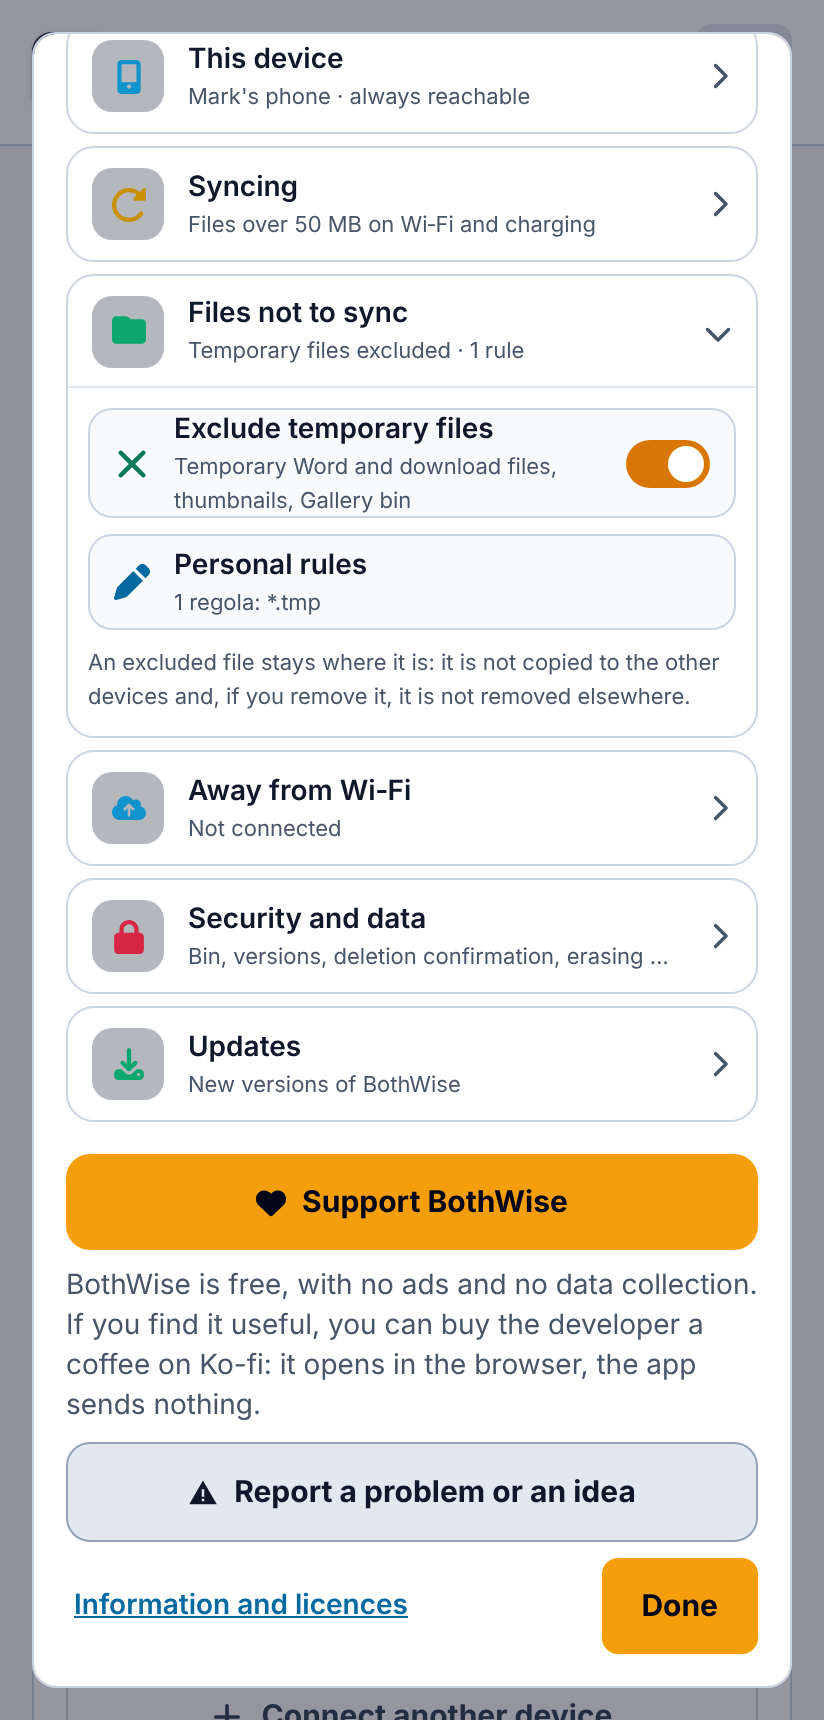 This device
Mark's phone · always reachable
Syncing
Files over 50 MB on Wi-Fi and charging
Files not to sync
Temporary files excluded · 1 rule
Exclude temporary files
Temporary Word and download files,
thumbnails, Gallery bin
Personal rules
1 regola: *.tmp
An excluded file stays where it is: it is not copied to the other
devices and, if you remove it, it is not removed elsewhere.
Away from Wi-Fi
Not connected
Security and data
Bin, versions, deletion confirmation, erasing ...
Updates
New versions of BothWise
Support BothWise
BothWise is free, with no ads and no data collection.
If you find it useful, you can buy the developer a
coffee on Ko-fi: it opens in the browser, the app
sends nothing.
Report a problem or an idea
Information and licences
Done
Connect another device